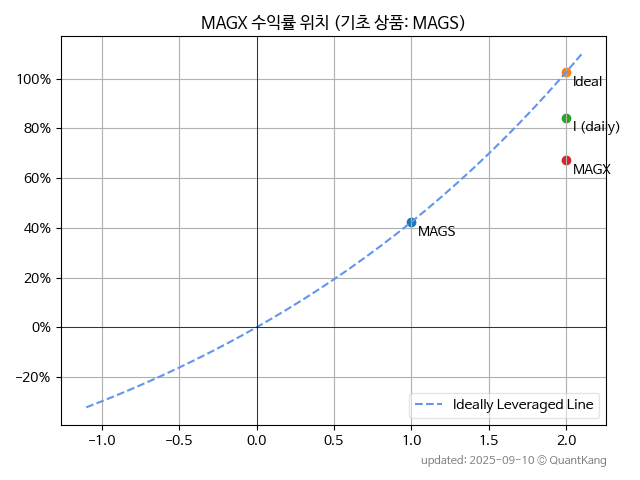 MAGX 수익률 위치 (기초 상품: MAGS)
100%
80%
60%
40%
20%
0%
−20%
Ideal
I (daily)
MAGX
MAGS
Ideally Leveraged Line
−1.0
−0.5
0.0
0.5
1.0
1.5
2.0
updated: 2025-09-10 © QuantKang